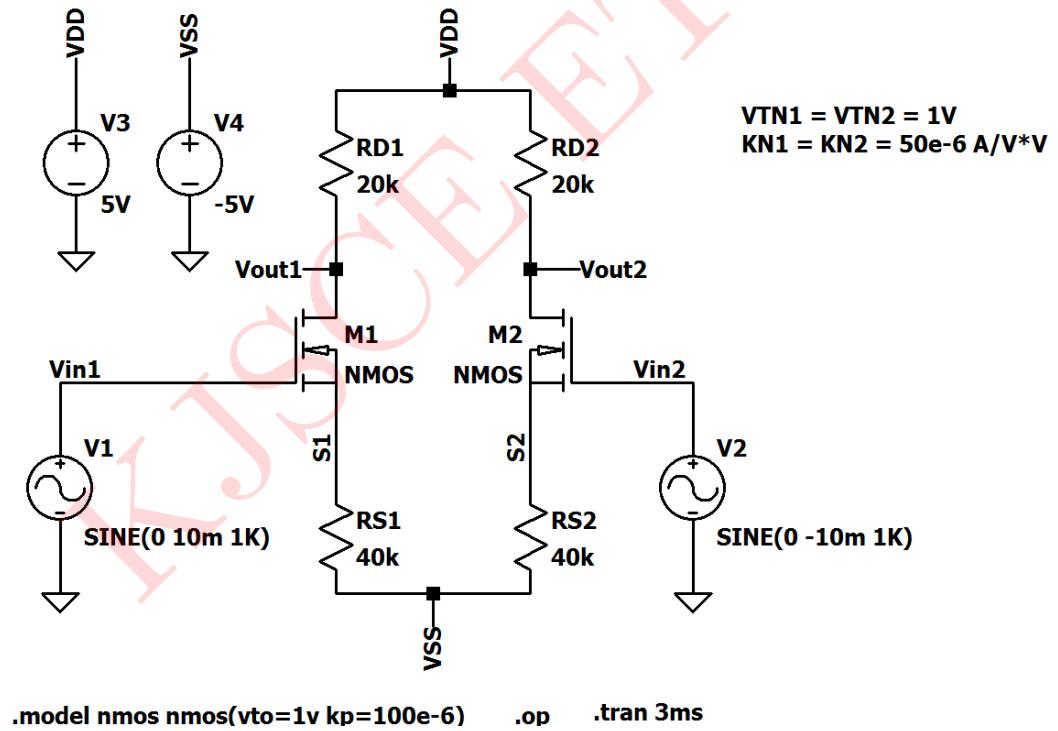 VDD
VSS
VDD
V3
V4
5V
-5V
RD1
20k
RD2
20k
VTN1 = VTN2 = 1V
KN1 = KN2 = 50e-6 A/V*V
Vout1
Vout2
M1
NMOS
M2
NMOS
Vin1
Vin2
V1
SINE(0 10m 1K)
V2
SINE(0 -10m 1K)
S1
S2
RS1
40k
RS2
40k
VSS
.model nmos nmos(vto=1v kp=100e-6) .op .tran 3ms
KJSCE ET